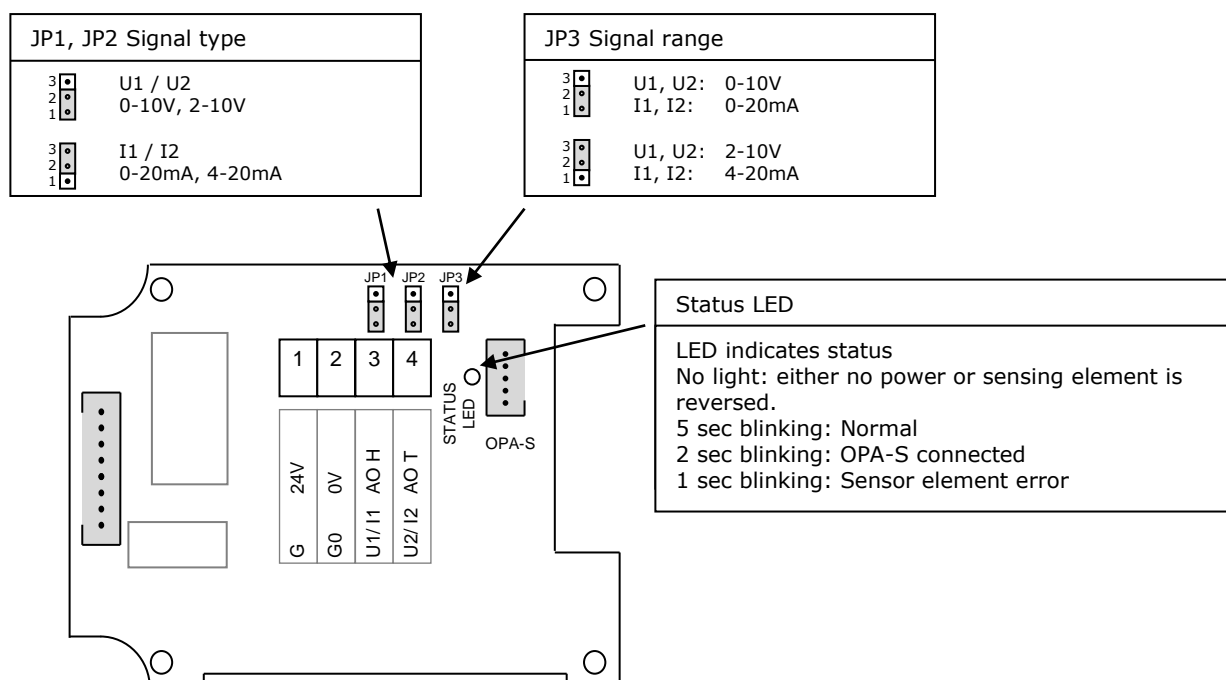 JP1, JP2 Signal type
3
2
1
U1 / U2
0-10V, 2-10V
3
2
1
I1 / I2
0-20mA, 4-20mA
JP3 Signal range
3
2
1
U1, U2: 0-10V
I1, I2: 0-20mA
3
2
1
U1, U2: 2-10V
I1, I2: 4-20mA
JP1 JP2 JP3
1 2 3 4
STATUS
LED
OPA-S
G 24V
G0 0V
U1/I1 AO H
U2/I2 AO T
Status LED
LED indicates status
No light: either no power or sensing element is
reversed.
5 sec blinking: Normal
2 sec blinking: OPA-S connected
1 sec blinking: Sensor element error